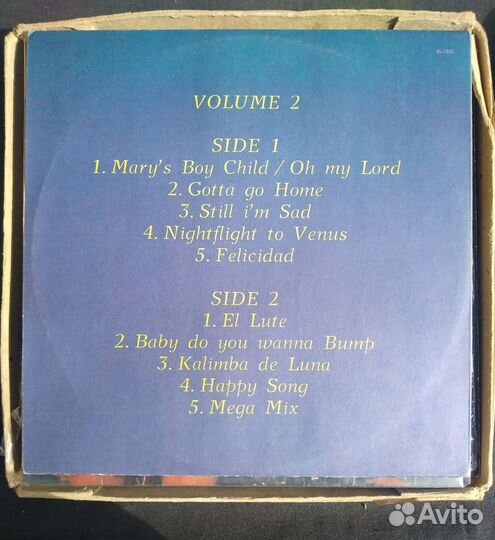 VOLUME 2
SIDE 1
1. Mary's Boy Child / Oh my Lord
2. Gotta go Home
3. Still i'm Sad
4. Nightflight to Venus
5. Felicidad
SIDE 2
1. El Lute
2. Baby do you wanna Bump
3. Kalimba de Luna
4. Happy Song
5. Mega Mix
Avito